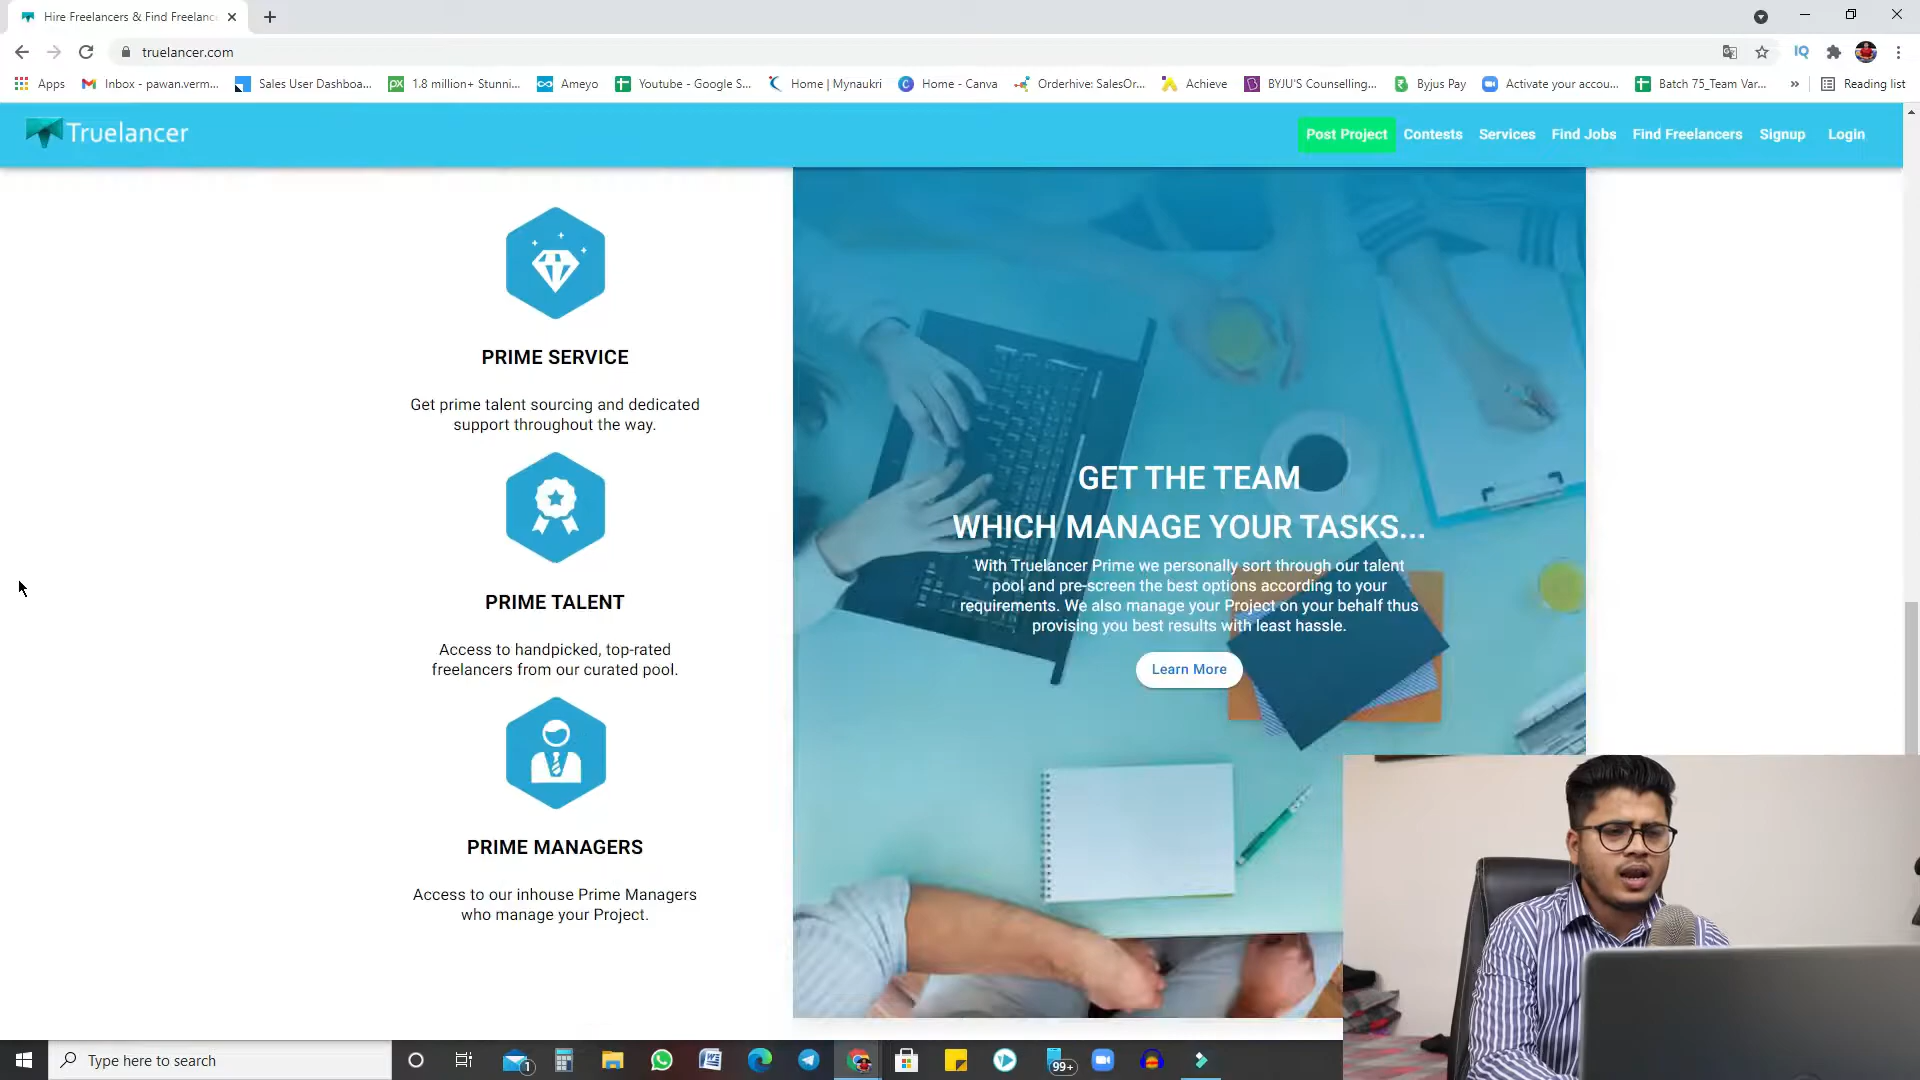 Hire Freelancers & Find Freelanc
truelancer.com
IQ
Apps
Inbox - pawan.verm...
Sales User Dashboa...
1.8 million+ Stunni...
Ameyo
Youtube - Google S...
Home | Mynaukri
Home - Canva
Orderhive: SalesOr...
Achieve
BYJU'S Counselling...
Byjus Pay
Activate your accou...
Batch 75_Team Var...
Reading list
Truelancer
Post Project
Contests
Services
Find Jobs
Find Freelancers
Signup
Login
PRIME SERVICE
Get prime talent sourcing and dedicated
support throughout the way.
PRIME TALENT
Access to handpicked, top-rated
freelancers from our curated pool.
PRIME MANAGERS
Access to our inhouse Prime Managers
who manage your Project.
GET THE TEAM
WHICH MANAGE YOUR TASKS...
With Truelancer Prime we personally sort through our talent
pool and pre-screen the best options according to your
requirements. We also manage your Project on your behalf thus
provising you best results with least hassle.
Learn More
Type here to search
1
99+